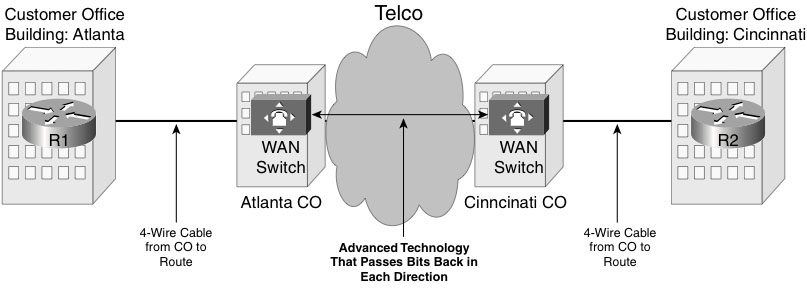 Customer Office
Building: Atlanta
Telco
Customer Office
Building: Cincinnati
R1
WAN
Switch
WAN
Switch
R2
Atlanta CO
Cinncinati CO
4-Wire Cable
from CO to
Route
Advanced Technology
That Passes Bits Back in
Each Direction
4-Wire Cable
from CO to
Route